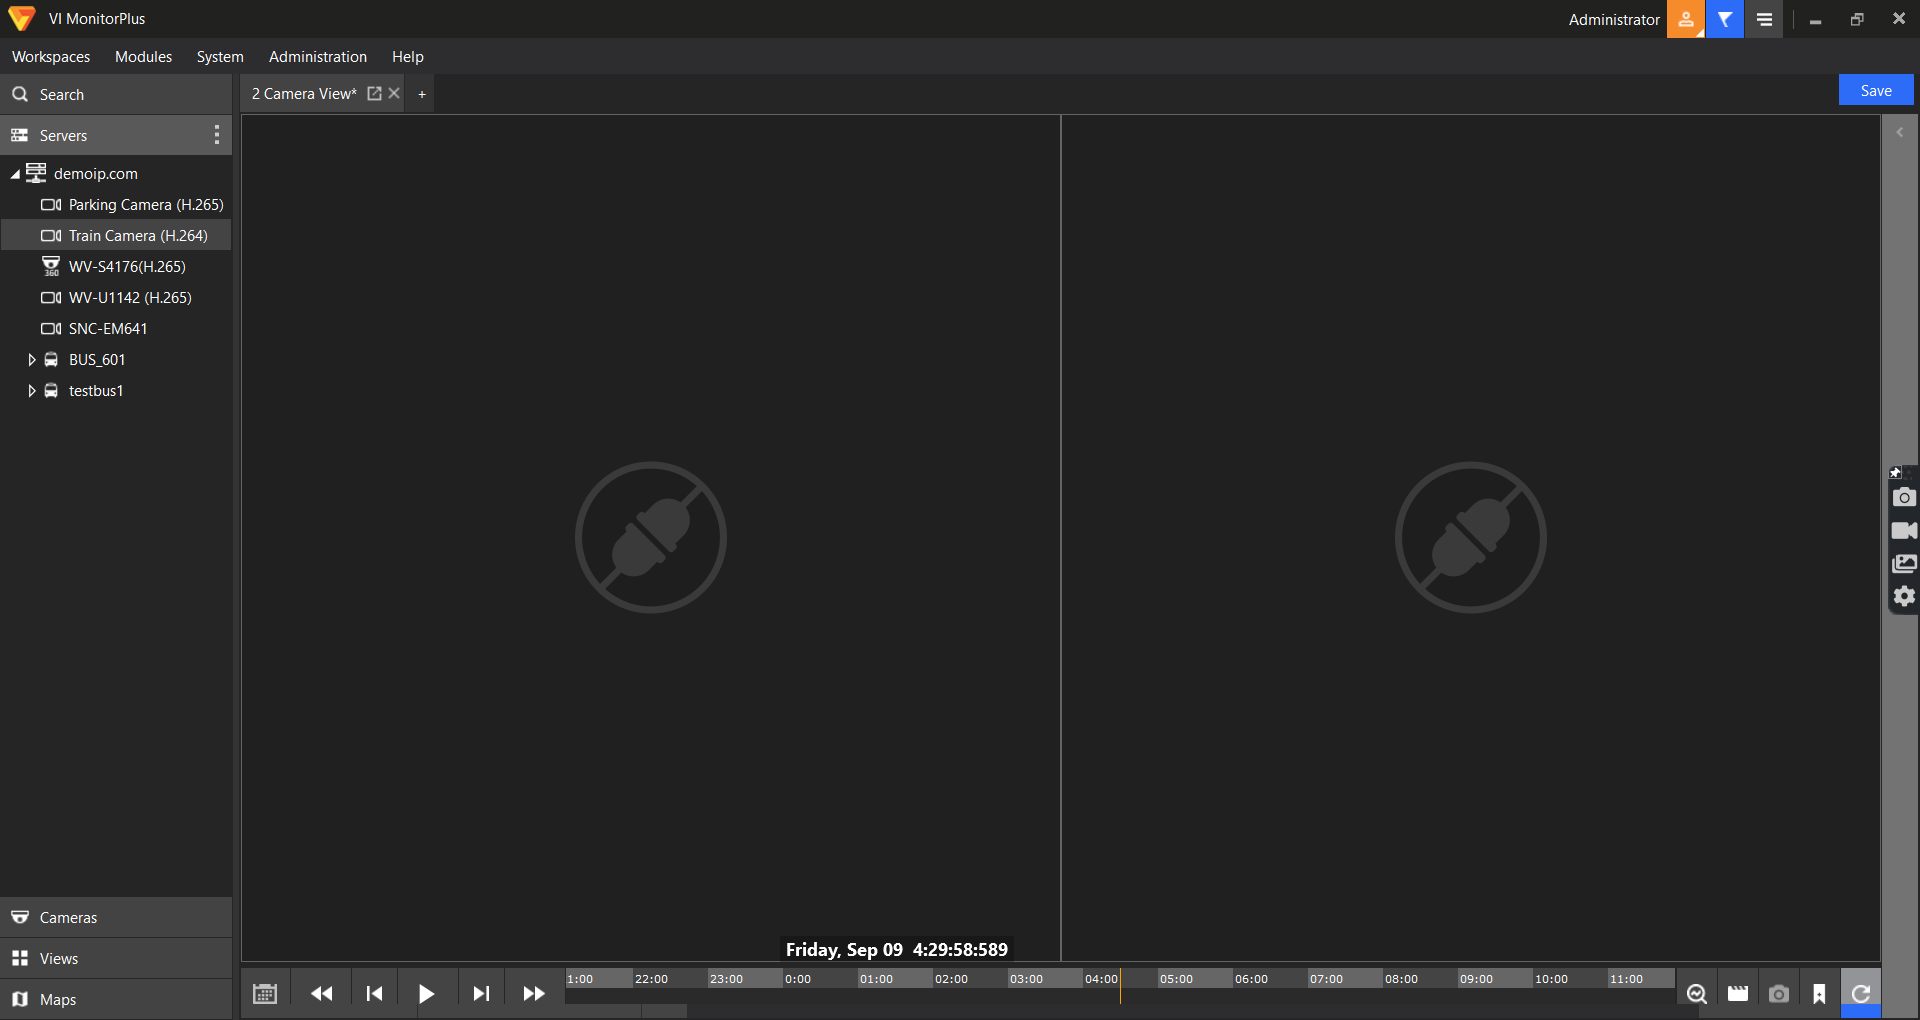 VI MonitorPlus
Administrator
Workspaces Modules System Administration Help
Search
2 Camera View* +
Save
Servers
demoip.com
Parking Camera (H.265)
Train Camera (H.264)
360 WV-S4176(H.265)
WV-U1142 (H.265)
SNC-EM641
BUS_601
testbus1
Cameras
Views
Maps
Friday, Sep 09 4:29:58:589
1:00 22:00 23:00 0:00 01:00 02:00 03:00 04:00 05:00 06:00 07:00 08:00 09:00 10:00 11:00